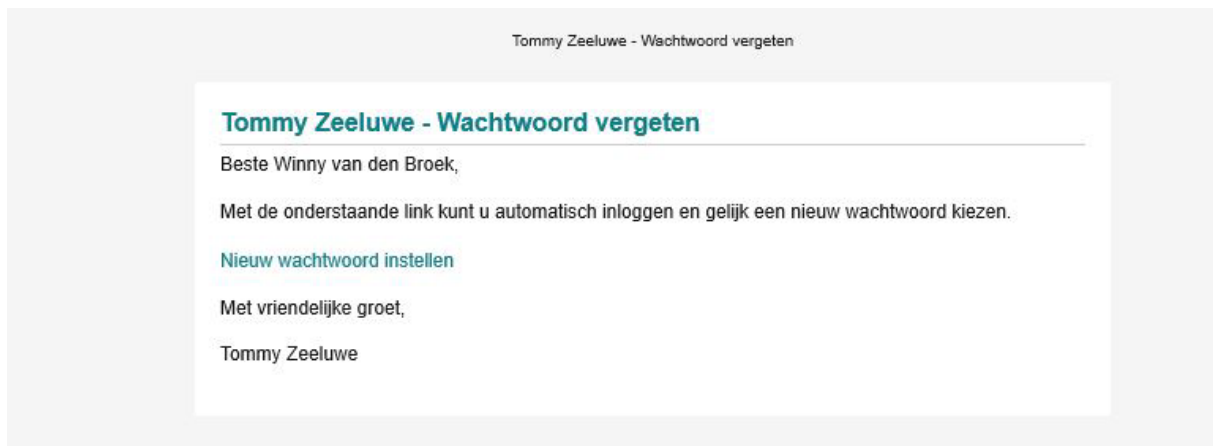 Tommy Zeeluwe - Wachtwoord vergeten
Tommy Zeeluwe - Wachtwoord vergeten
Beste Winny van den Broek,
Met de onderstaande link kunt u automatisch inloggen en gelijk een nieuw wachtwoord kiezen.
Nieuw wachtwoord instellen
Met vriendelijke groet,
Tommy Zeeluwe